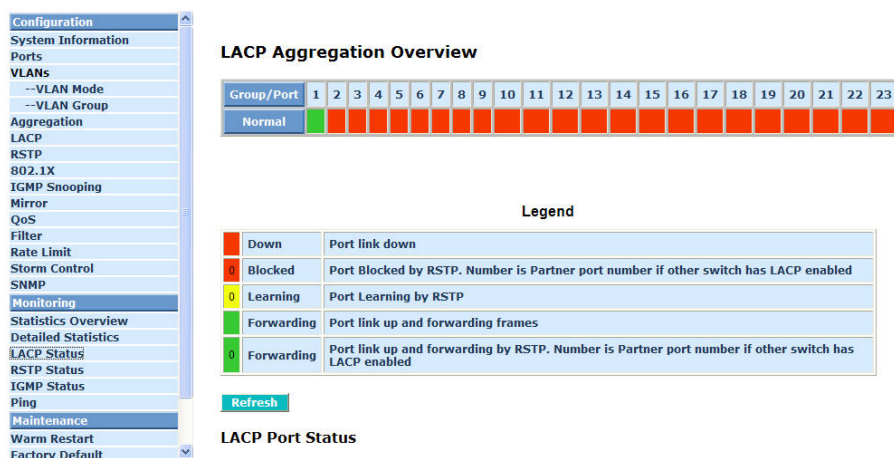 Configuration
System Information
Ports
VLANs
--VLAN Mode
--VLAN Group
Aggregation
LACP
RSTP
802.1X
IGMP Snooping
Mirror
QoS
Filter
Rate Limit
Storm Control
SNMP
Monitoring
Statistics Overview
Detailed Statistics
LACP Status
RSTP Status
IGMP Status
Ping
Maintenance
Warm Restart
Factory Default
LACP Aggregation Overview
Group/Port 1 2 3 4 5 6 7 8 9 10 11 12 13 14 15 16 17 18 19 20 21 22 23
Normal
Legend
Down Port link down
0 Blocked Port Blocked by RSTP. Number is Partner port number if other switch has LACP enabled
0 Learning Port Learning by RSTP
Forwarding Port link up and forwarding frames
0 Forwarding Port link up and forwarding by RSTP. Number is Partner port number if other switch has
LACP enabled
Refresh
LACP Port Status